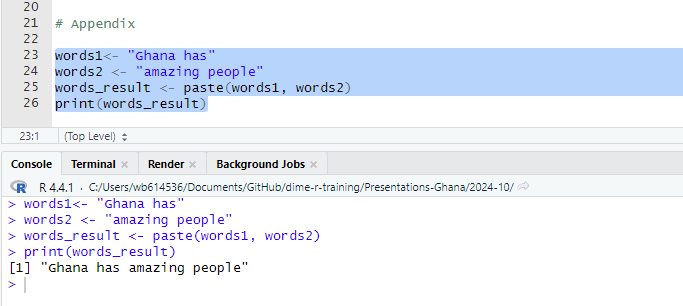 20
21 # Appendix
22
23 words1<- "Ghana has"
24 words2 <- "amazing people"
25 words_result <- paste(words1, words2)
26 print(words_result)
23:1 (Top Level)
Console Terminal Render Background Jobs
R R 4.4.1 · C:/Users/wb614536/Documents/GitHub/dime-r-training/Presentations-Ghana/2024-10/
> words1<- "Ghana has"
> words2 <- "amazing people"
> words_result <- paste(words1, words2)
> print(words_result)
[1] "Ghana has amazing people"
>